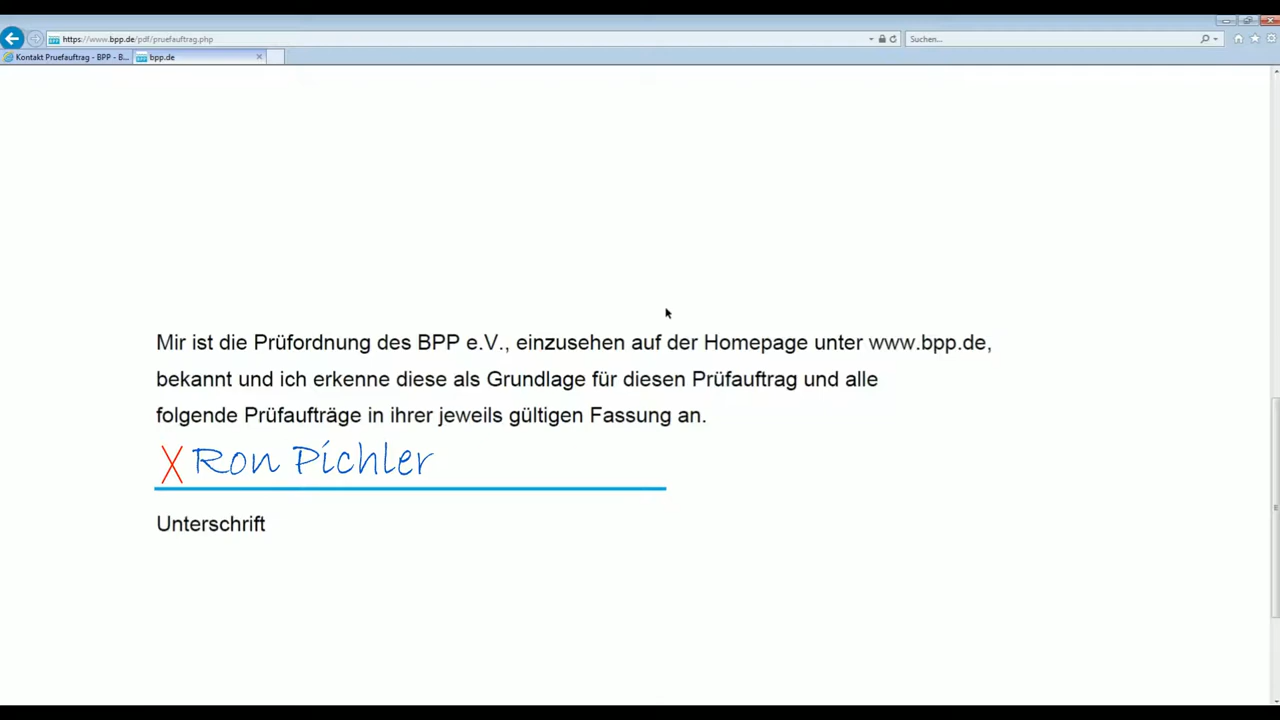 https://www.bpp.de/pdf/pruefauftrag.php
Suchen...
Kontakt Pruefauftrag - BPP - B...
bpp.de
Mir ist die Prüfordnung des BPP e.V., einzusehen auf der Homepage unter www.bpp.de,
bekannt und ich erkenne diese als Grundlage für diesen Prüfauftrag und alle
folgende Prüfaufträge in ihrer jeweils gültigen Fassung an.
X Ron Pichler
Unterschrift